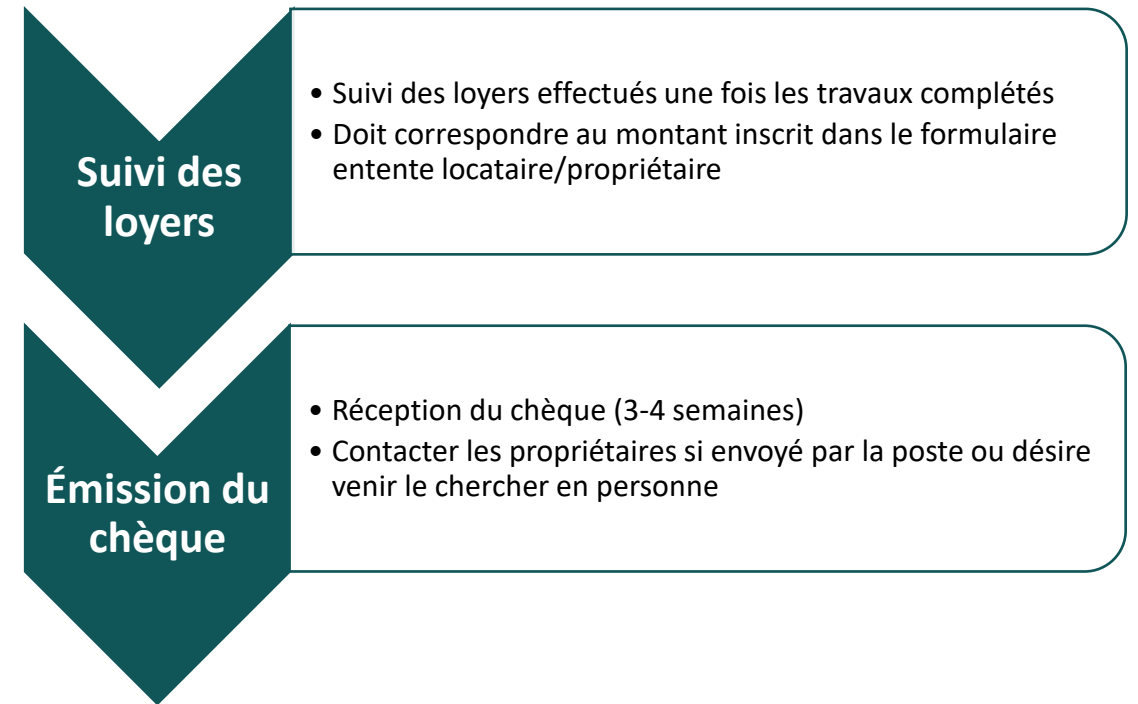 Suivi des
loyers
• Suivi des loyers effectués une fois les travaux complétés
• Doit correspondre au montant inscrit dans le formulaire
entente locataire/propriétaire
Émission du
chèque
• Réception du chèque (3-4 semaines)
• Contacter les propriétaires si envoyé par la poste ou désire
venir le chercher en personne